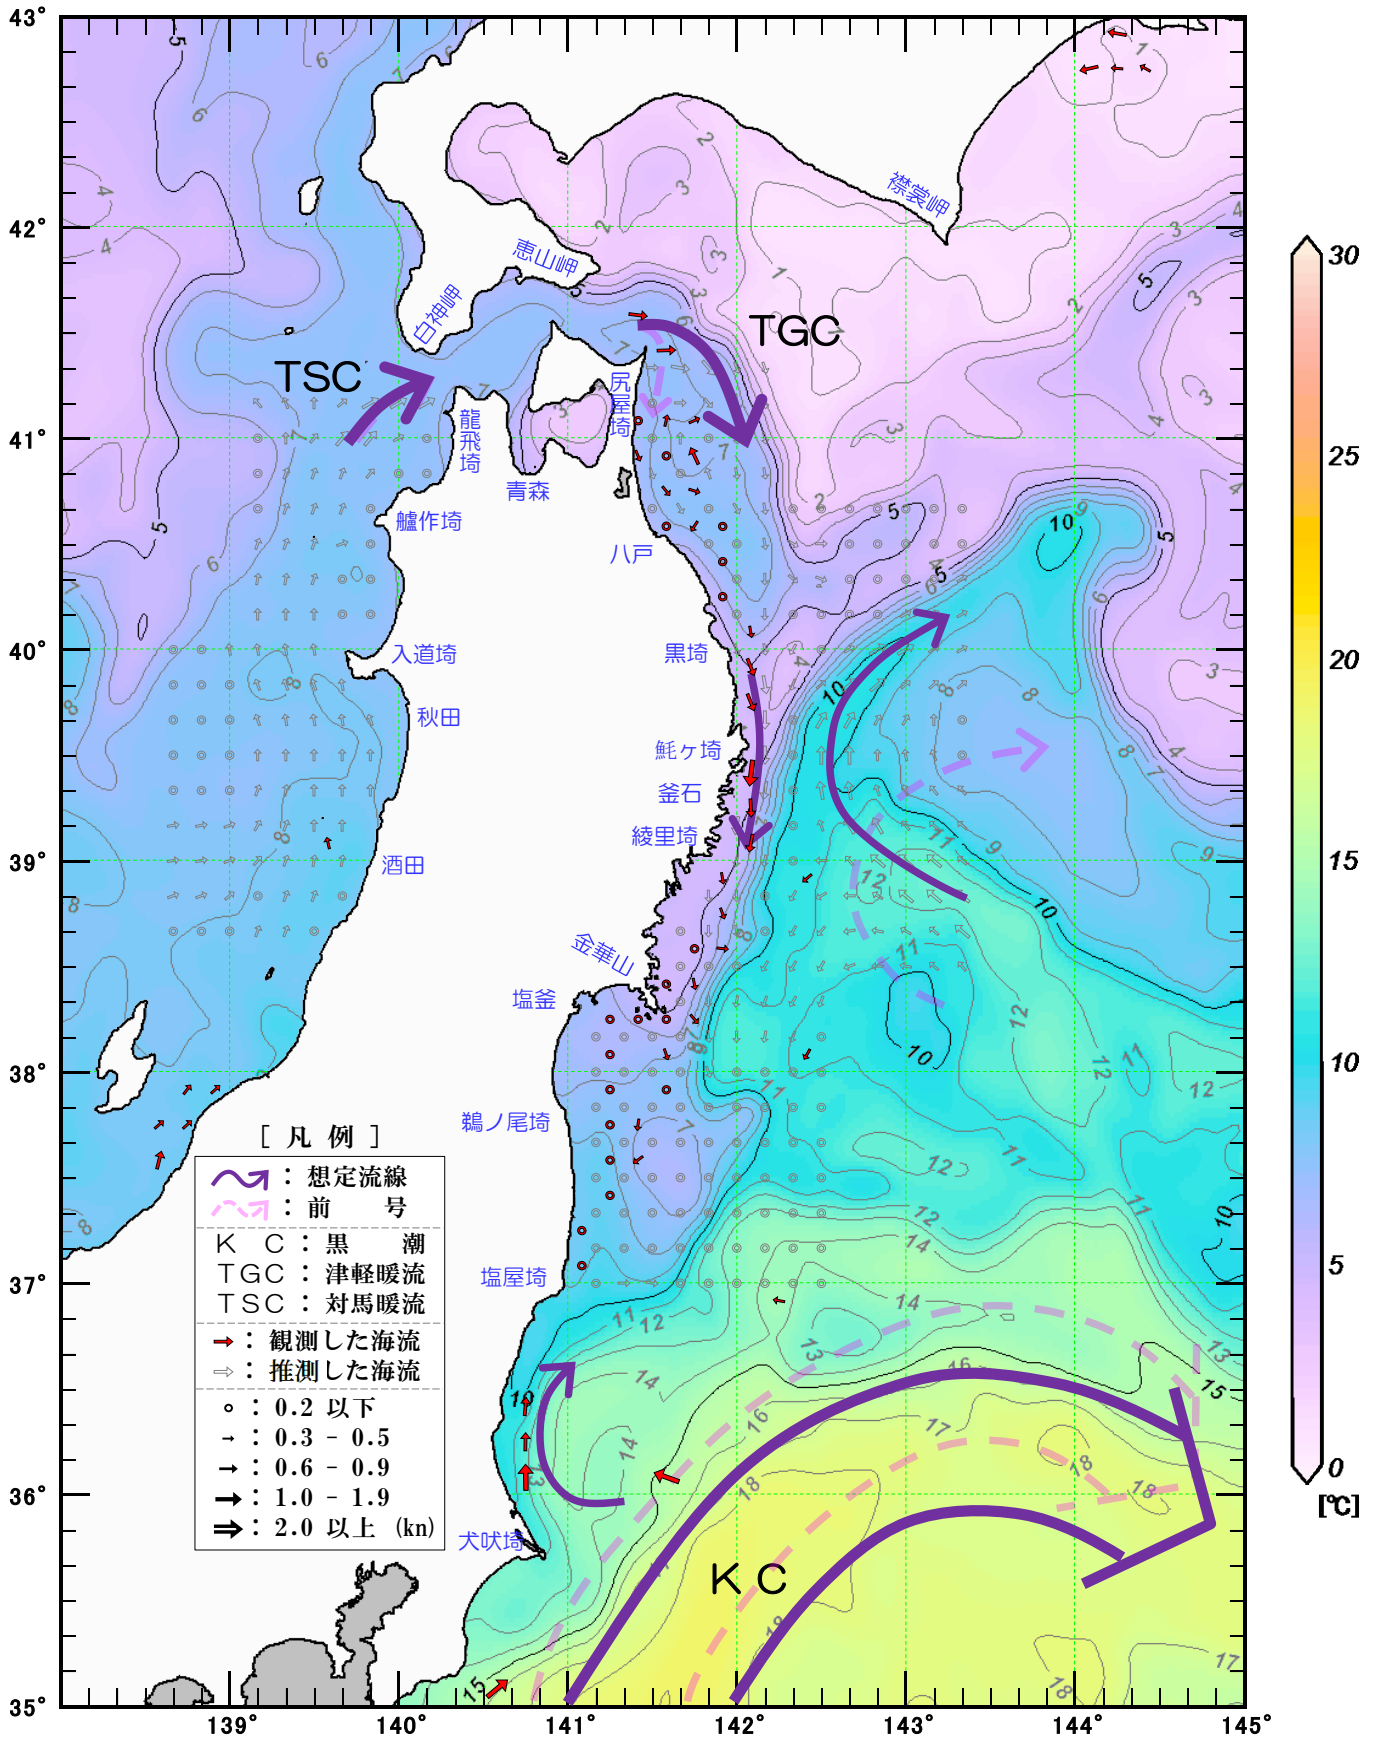 43°
42°
41°
40°
39°
38°
37°
36°
35°
139°
140°
141°
142°
143°
144°
145°
襟裳岬
恵山岬
白神岬
TGC
TSC
尻屋埼
龍飛埼
青森
艫作埼
八戸
入道埼
黒埼
秋田
魹ヶ埼
釜石
綾里埼
酒田
金華山
塩釜
鵜ノ尾埼
塩屋埼
犬吠埼
KC
[ 凡 例 ]
: 想定流線
: 前 号
K C : 黒 潮
TGC : 津軽暖流
TSC : 対馬暖流
: 観測した海流
: 推測した海流
: 0.2 以下
: 0.3 - 0.5
: 0.6 - 0.9
: 1.0 - 1.9
: 2.0 以上 (kn)
30
25
20
15
10
5
0
[℃]